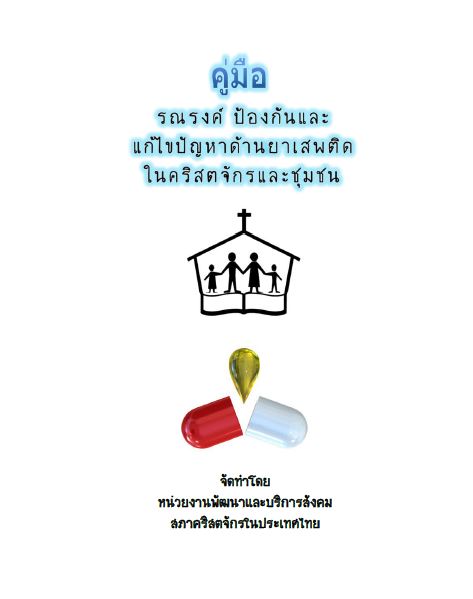 คู่มือ
รณรงค์ ป้องกันและ
แก้ไขปัญหาด้านยาเสพติด
ในคริสตจักรและชุมชน
จัดทำโดย
หน่วยงานพัฒนาและบริการสังคม
สภาคริสตจักรในประเทศไทย